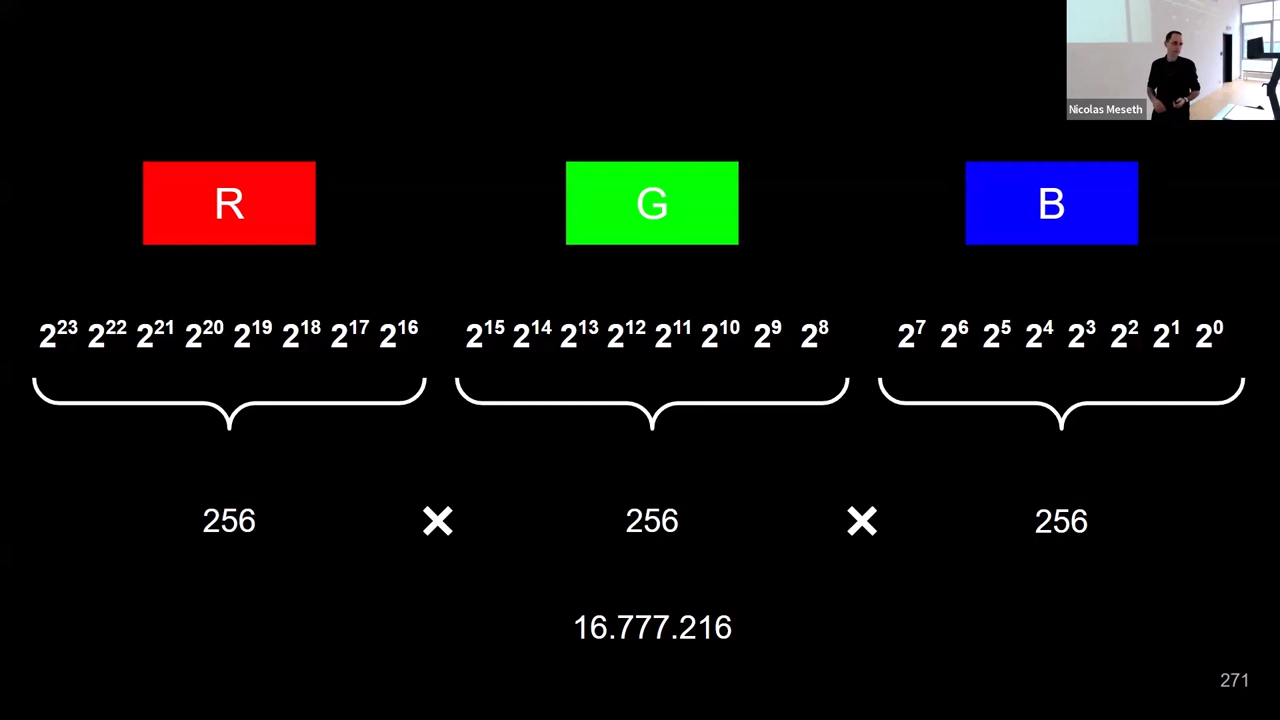 Nicolas Meseth
R G B
2²³ 2²² 2²¹ 2²⁰ 2¹⁹ 2¹⁸ 2¹⁷ 2¹⁶ 2¹⁵ 2¹⁴ 2¹³ 2¹² 2¹¹ 2¹⁰ 2⁹ 2⁸ 2⁷ 2⁶ 2⁵ 2⁴ 2³ 2² 2¹ 2⁰
256 × 256 × 256
16.777.216
271